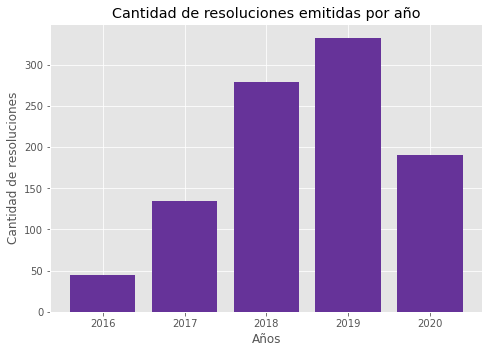 Cantidad de resoluciones emitidas por año
Cantidad de resoluciones
300
250
200
150
100
50
0
2016 2017 2018 2019 2020
Años